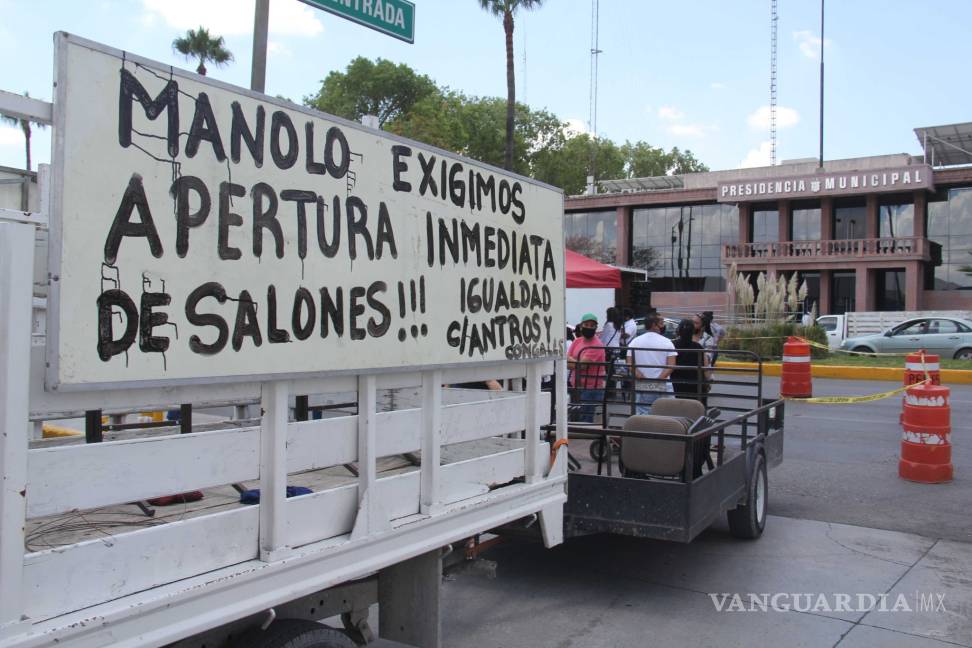 ENTRADA
MANOLO EXIGIMOS
APERTURA INMEDIATA
DE SALONES!!! IGUALDAD
C/ANTROS Y
CONGALES
PRESIDENCIA MUNICIPAL
VANGUARDIA|MX